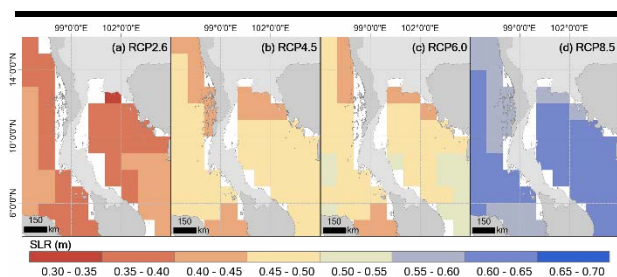 99°0'0"E 102°0'0"E 99°0'0"E 102°0'0"E 99°0'0"E 102°0'0"E 99°0'0"E 102°0'0"E
(a) RCP2.6 (b) RCP4.5 (c) RCP6.0 (d) RCP8.5
14°0'0"N
10°0'0"N
6°0'0"N
150 150 150 150
km km km km
SLR (m)
0.30 - 0.35 0.35 - 0.40 0.40 - 0.45 0.45 - 0.50 0.50 - 0.55 0.55 - 0.60 0.60 - 0.65 0.65 - 0.70